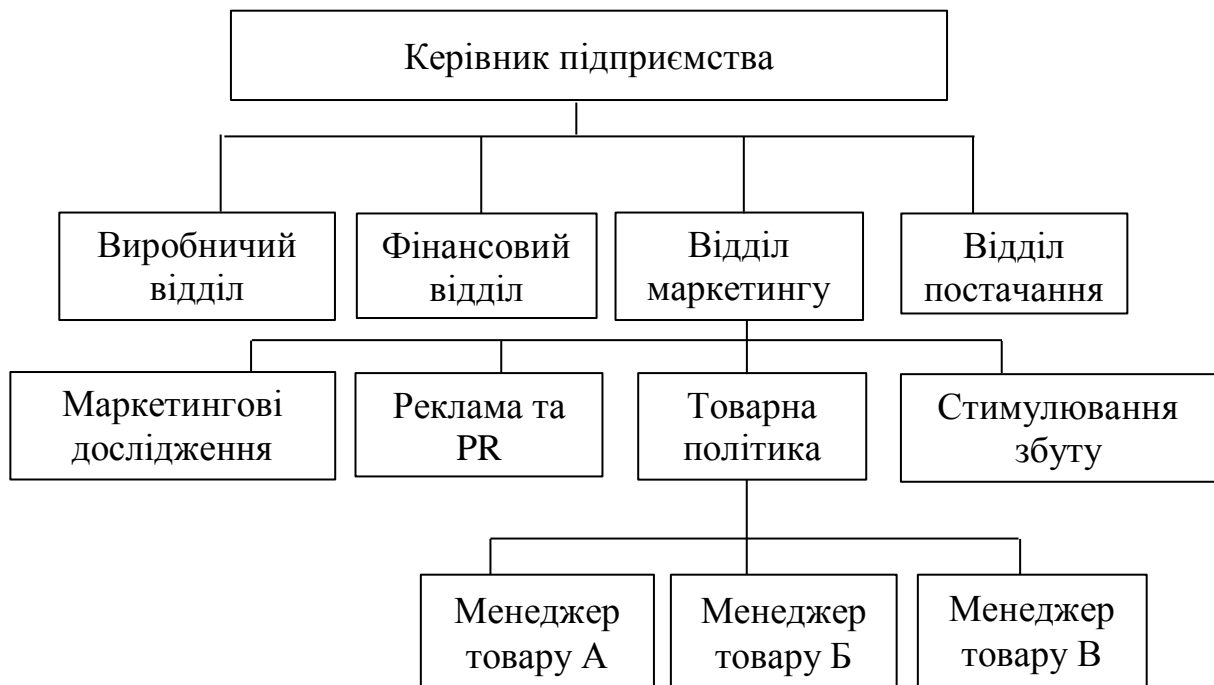 Керівник підприємства
Виробничий
відділ
Фінансовий
відділ
Відділ
маркетингу
Відділ
постачання
Маркетингові
дослідження
Реклама та
PR
Товарна
політика
Стимулювання
збуту
Менеджер
товару А
Менеджер
товару Б
Менеджер
товару В